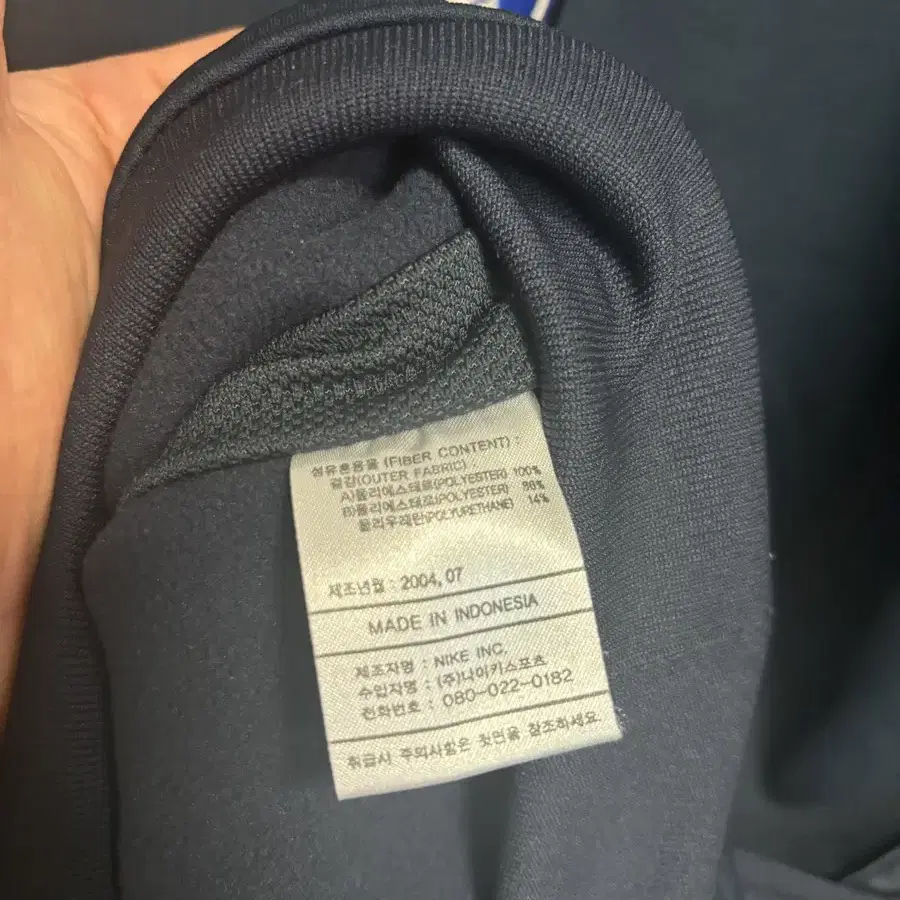 섬유혼용율 (FIBER CONTENT) :
겉감(OUTER FABRIC)
A)폴리에스테르(POLYESTER) 100%
B)폴리에스테르(POLYESTER) 86%
폴리우레탄(POLYURETHANE) 14%
제조년월 : 2004. 07
MADE IN INDONESIA
제조자명 : NIKE INC.
수입자명 : (주)나이키스포츠
전화번호 : 080-022-0182
취급시 주의사항은 첫면을 참조하세요.